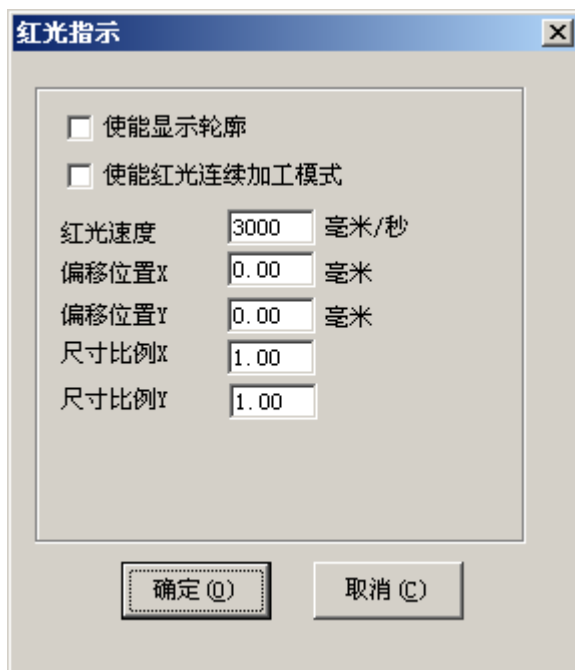 红光指示
使能显示轮廓
使能红光连续加工模式
红光速度 3000 毫米/秒
偏移位置X 0.00 毫米
偏移位置Y 0.00 毫米
尺寸比例X 1.00
尺寸比例Y 1.00
确定(O) 取消(C)